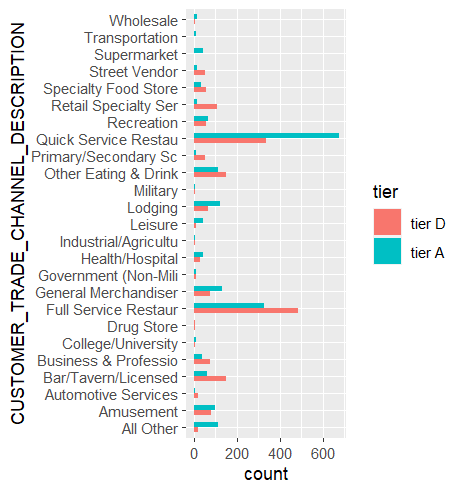 CUSTOMER_TRADE_CHANNEL_DESCRIPTION
Wholesale
Transportation
Supermarket
Street Vendor
Specialty Food Store
Retail Specialty Ser
Recreation
Quick Service Restau
Primary/Secondary Sc
Other Eating & Drink
Military
Lodging
Leisure
Industrial/Agricultu
Health/Hospital
Government (Non-Mili
General Merchandiser
Full Service Restaur
Drug Store
College/University
Business & Professio
Bar/Tavern/Licensed
Automotive Services
Amusement
All Other
0 200 400 600
count
tier
tier D
tier A